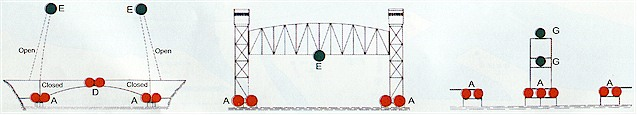 E E
Open Open
Closed Closed
A D A
E
A A
G
G
A A A